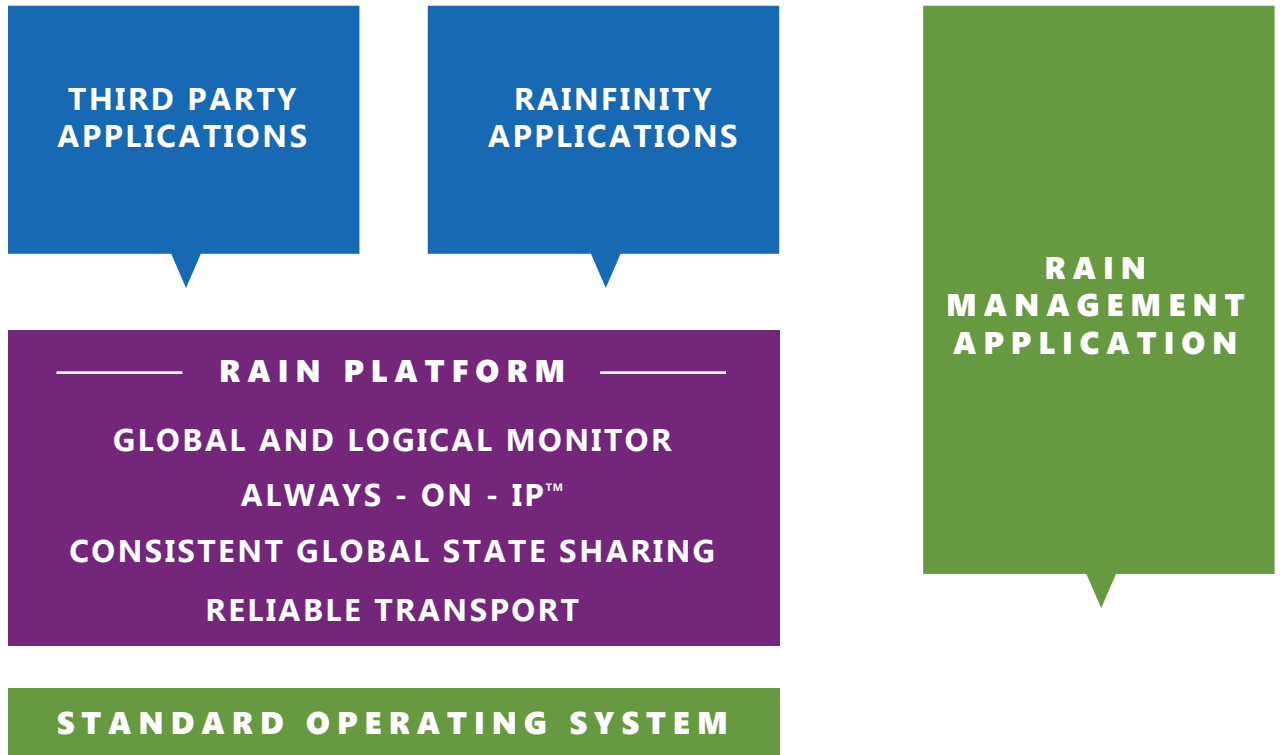 THIRD PARTY
APPLICATIONS
RAINFINITY
APPLICATIONS
RAIN
MANAGEMENT
APPLICATION
RAIN PLATFORM
GLOBAL AND LOGICAL MONITOR
ALWAYS - ON - IP™
CONSISTENT GLOBAL STATE SHARING
RELIABLE TRANSPORT
STANDARD OPERATING SYSTEM